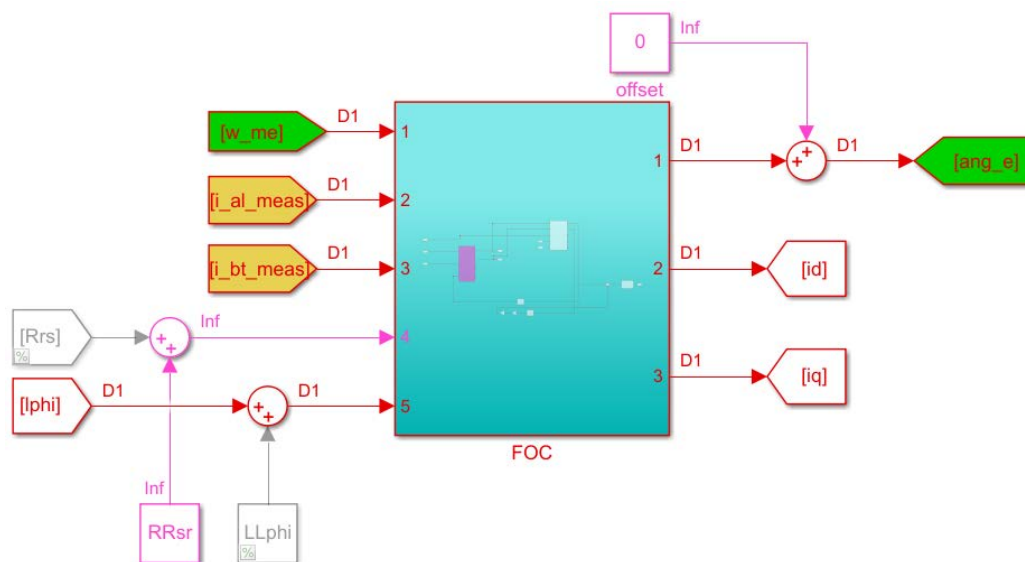 0
Inf
offset
[w_me]
D1
1
[i_al_meas]
D1
2
[i_bt_meas]
D1
3
[Rrs]
%
Inf
4
[lphi]
D1
D1
5
Inf
RRsr
LLphi
%
FOC
1
D1
D1
[ang_e]
2
D1
[id]
3
D1
[iq]